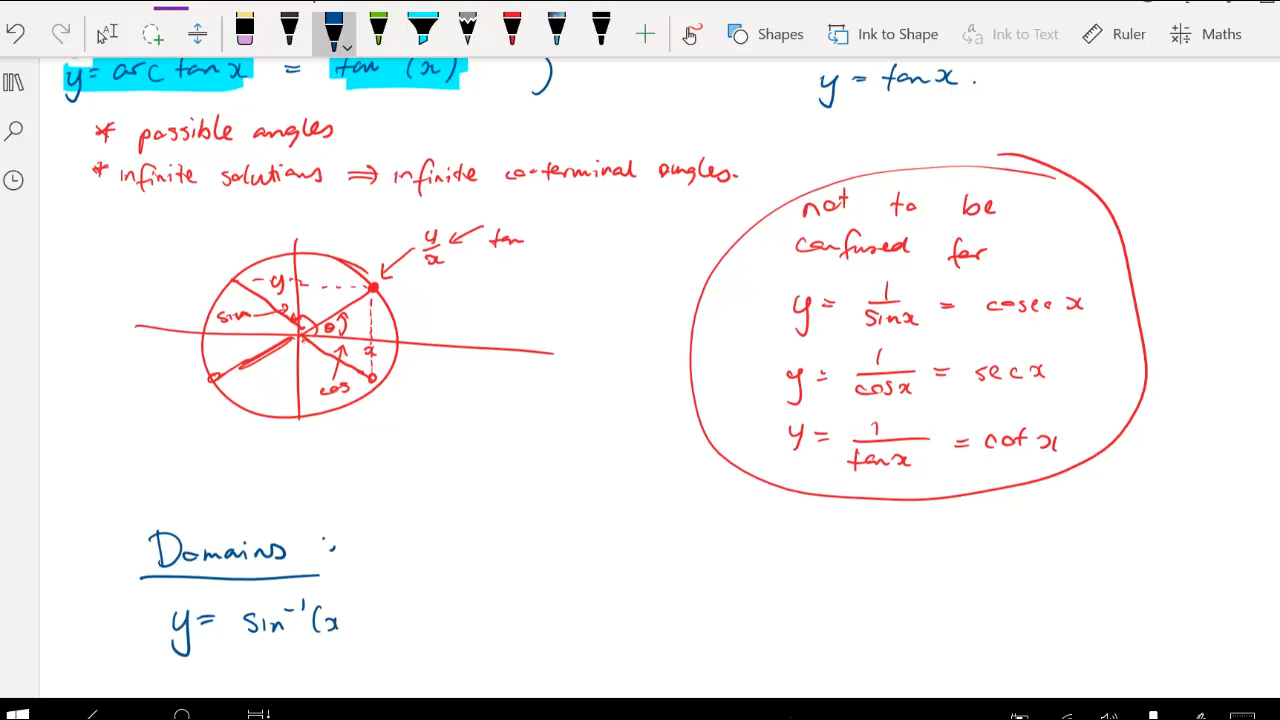 Shapes Ink to Shape Ink to Text Ruler Maths
y = arc tan x = tan (x) )
y = tan x .
* possible angles
* infinite solutions ⇒ infinite co-terminal angles.
y/x ← tan
y
sin
θ
x
cos
not to be
confused for
y = 1/sin x = cosec x
y = 1/cos x = sec x
y = 1/tan x = cot x
Domains :
y = sin⁻¹(x